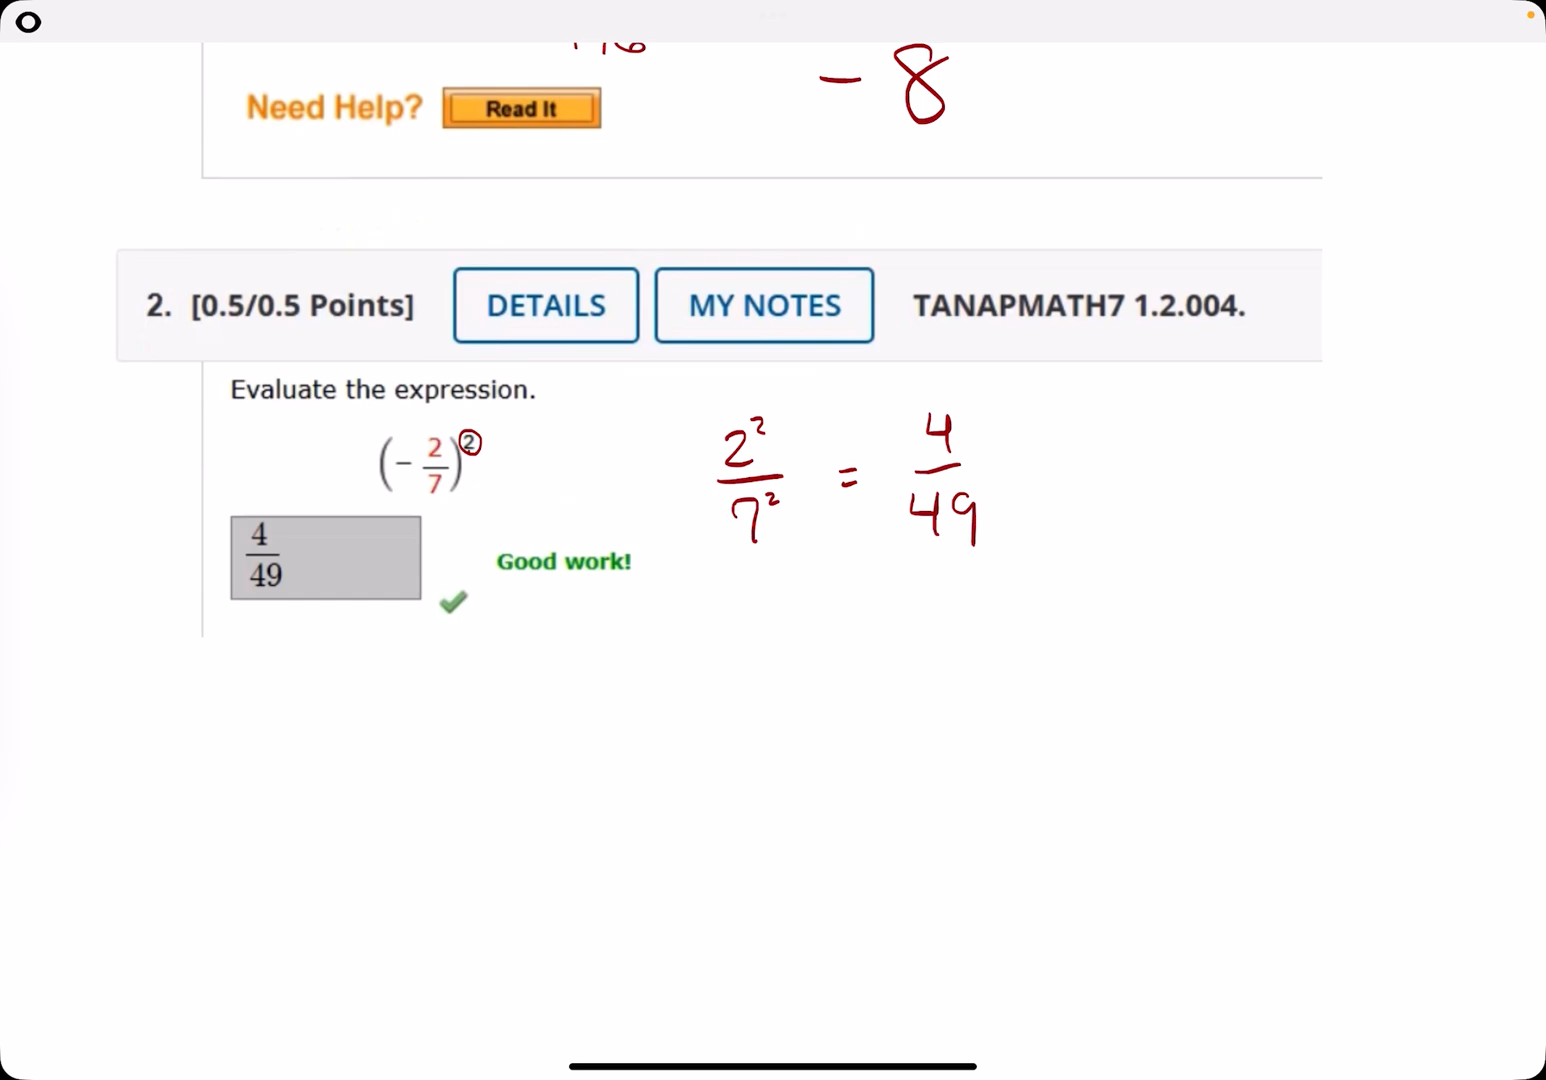 - 8
Need Help? Read It
2. [0.5/0.5 Points] DETAILS MY NOTES TANAPMATH7 1.2.004.
Evaluate the expression.
(- 2/7)²
2²/7² = 4/49
4/49
Good work!